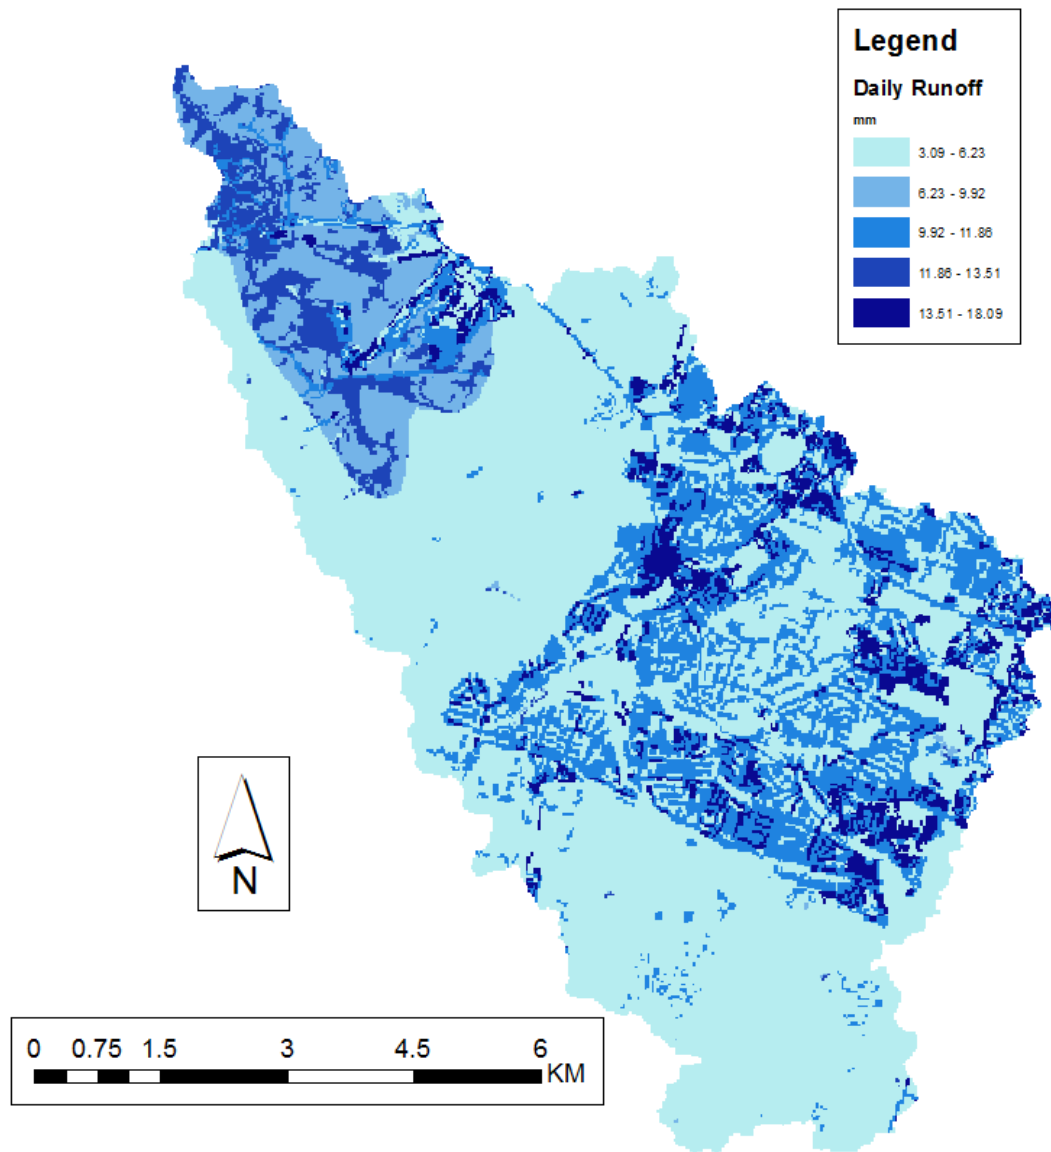 Legend
Daily Runoff
mm
3.09 - 6.23
6.23 - 9.92
9.92 - 11.86
11.86 - 13.51
13.51 - 18.09
N
0 0.75 1.5 3 4.5 6
KM